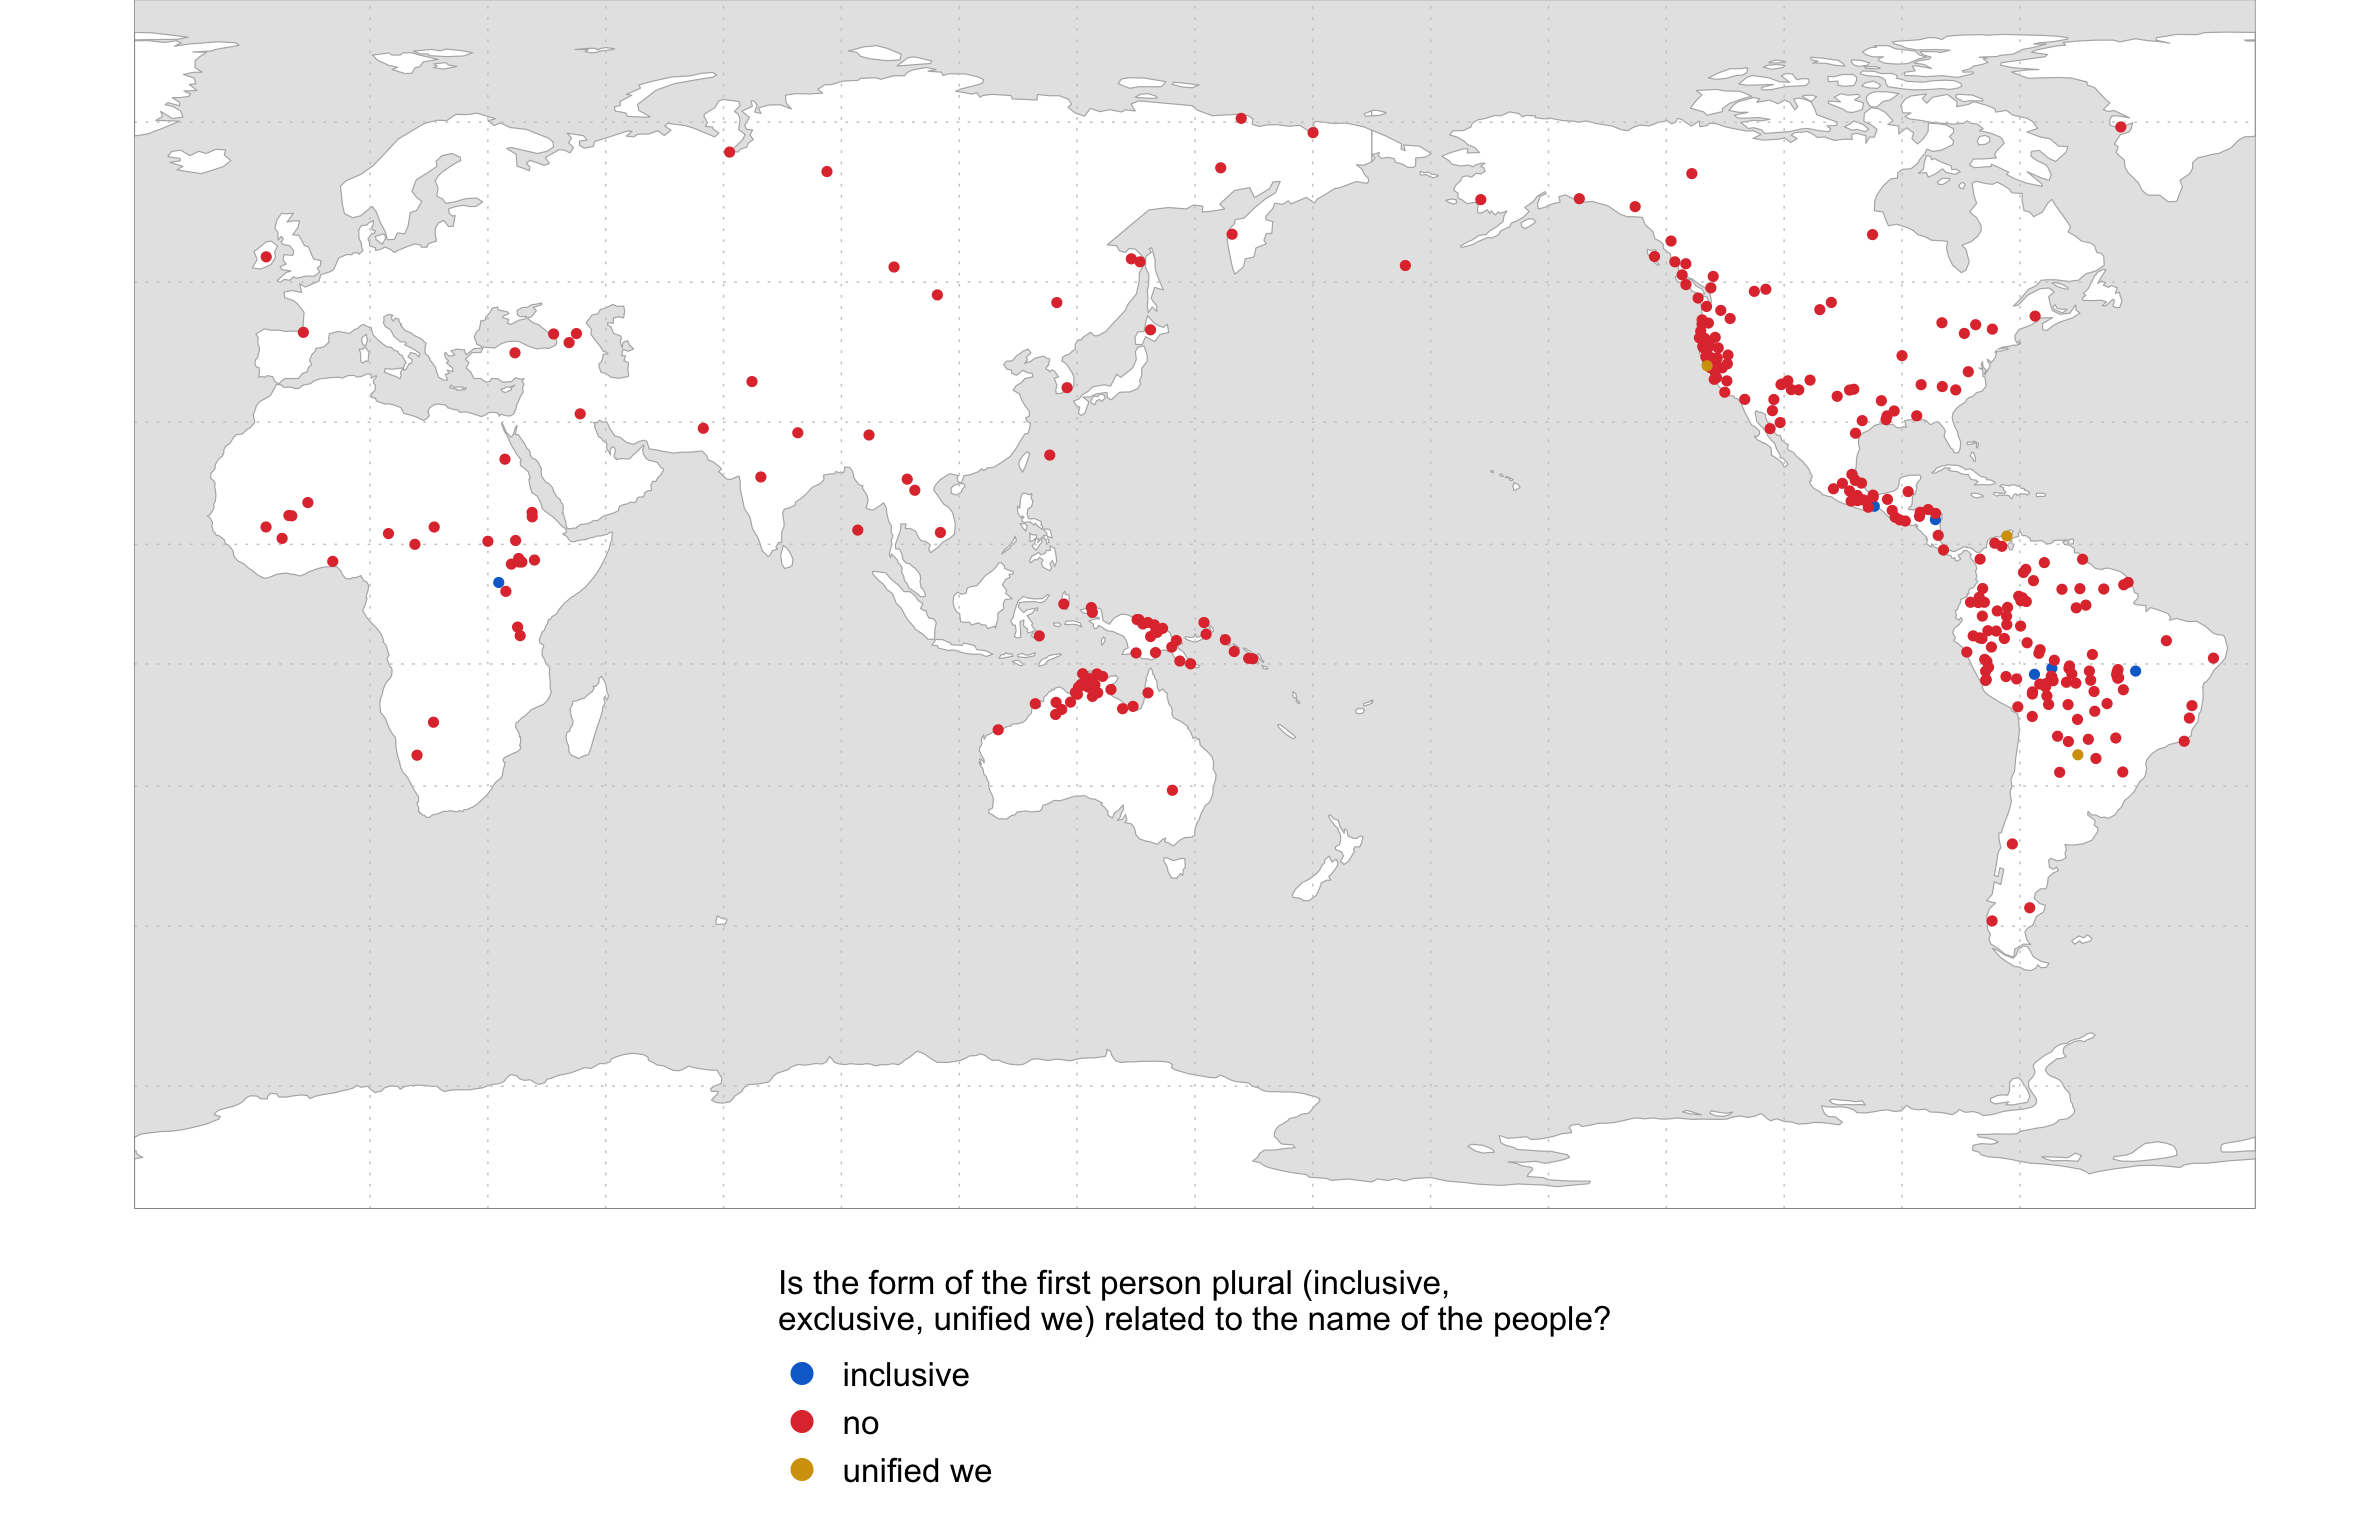 Is the form of the first person plural (inclusive,
exclusive, unified we) related to the name of the people?
inclusive
no
unified we